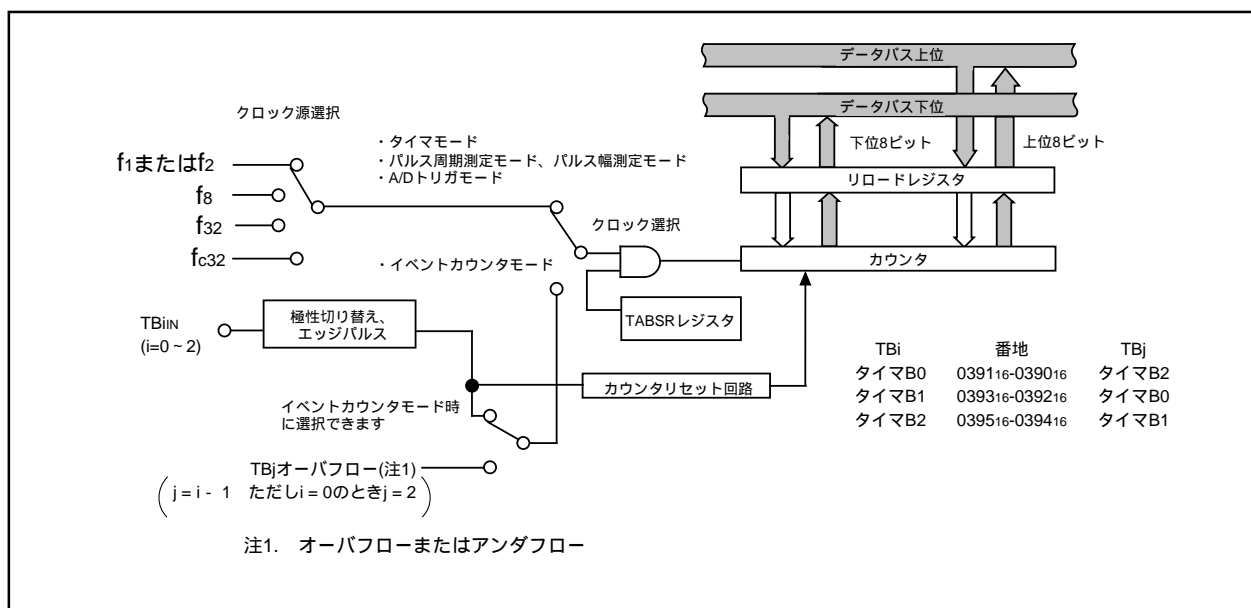 データバス上位
データバス下位
下位8ビット
上位8ビット
リロードレジスタ
カウンタ
クロック源選択
f1またはf2
f8
f32
fc32
・タイマモード
・パルス周期測定モード、パルス幅測定モード
・A/Dトリガモード
クロック選択
・イベントカウンタモード
TABSRレジスタ
TBiIN
(i=0 ~ 2)
極性切り替え、
エッジパルス
カウンタリセット回路
イベントカウンタモード時
に選択できます
TBjオーバフロー(注1)
( j = i - 1 ただしi = 0のときj = 2 )
TBi 番地 TBj
タイマB0 039116-039016 タイマB2
タイマB1 039316-039216 タイマB0
タイマB2 039516-039416 タイマB1
注1. オーバフローまたはアンダフロー